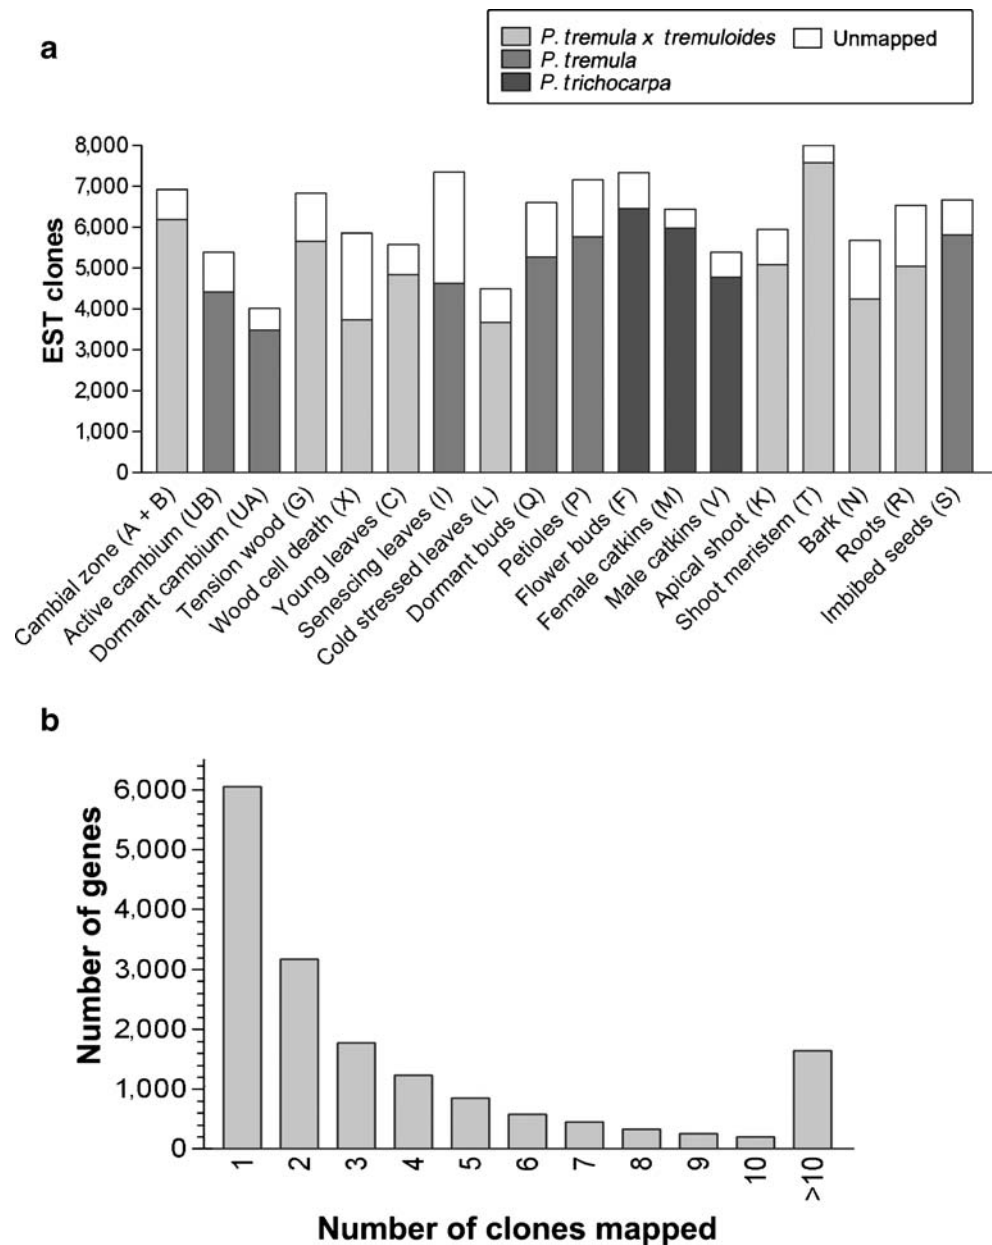 a
P. tremula x tremuloides
Unmapped
P. tremula
P. trichocarpa
EST clones
8,000
7,000
6,000
5,000
4,000
3,000
2,000
1,000
0
Cambial zone (A + B)
Active cambium (UB)
Dormant cambium (UA)
Tension wood (G)
Wood cell death (X)
Young leaves (C)
Senescing leaves (I)
Cold stressed leaves (L)
Dormant buds (Q)
Petioles (P)
Flower buds (F)
Female catkins (M)
Male catkins (V)
Apical shoot (K)
Shoot meristem (T)
Bark (N)
Roots (R)
Imbibed seeds (S)
b
Number of genes
6,000
5,000
4,000
3,000
2,000
1,000
0
1
2
3
4
5
6
7
8
9
10
>10
Number of clones mapped